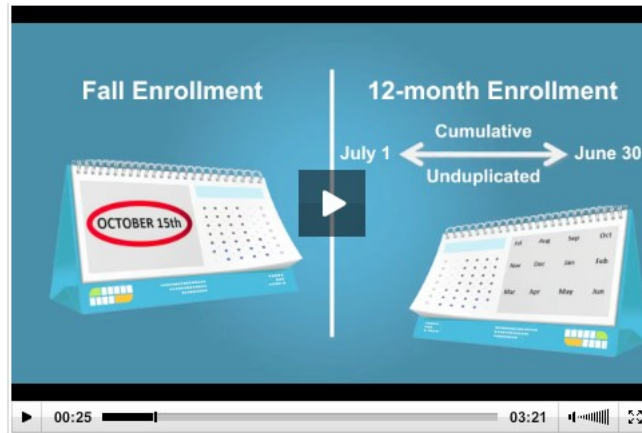 Fall Enrollment
OCTOBER 15th
12-month Enrollment
Cumulative
July 1
June 30
Unduplicated
Jul Aug Sep Oct
Nov Dec Jan Feb
Mar Apr May Jun
00:25
03:21